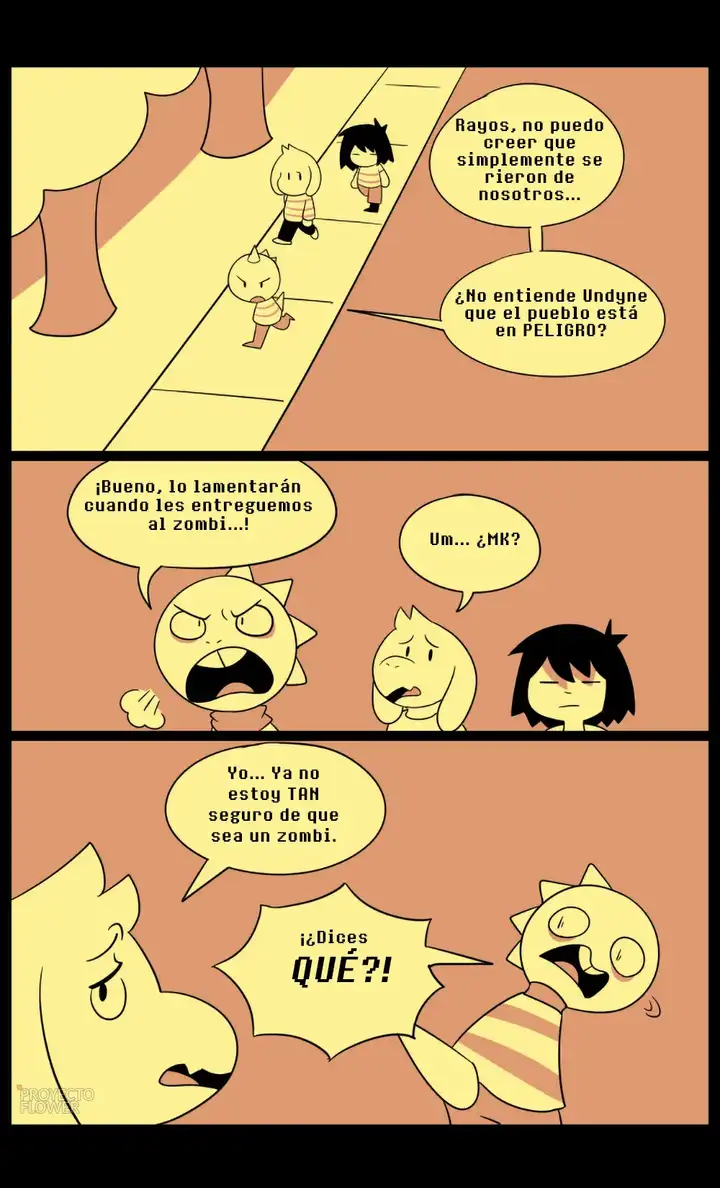 Rayos, no puedo
creer que
simplemente se
rieron de
nosotros...
¿No entiende Undyne
que el pueblo está
en PELIGRO?
¡Bueno, lo lamentarán
cuando les entreguemos
al zombi...!
Um... ¿MK?
Yo... Ya no
estoy TAN
seguro de que
sea un zombi.
¡¿Dices
QUÉ?!
PROYECTO
FLOWER